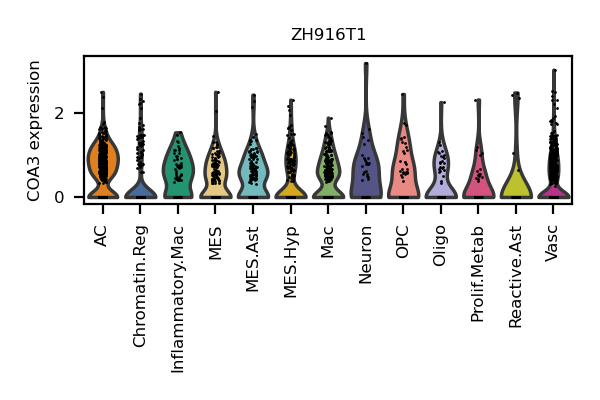 ZH916T1
COA3 expression
2
0
AC
Chromatin.Reg
Inflammatory.Mac
MES
MES.Ast
MES.Hyp
Mac
Neuron
OPC
Oligo
Prolif.Metab
Reactive.Ast
Vasc